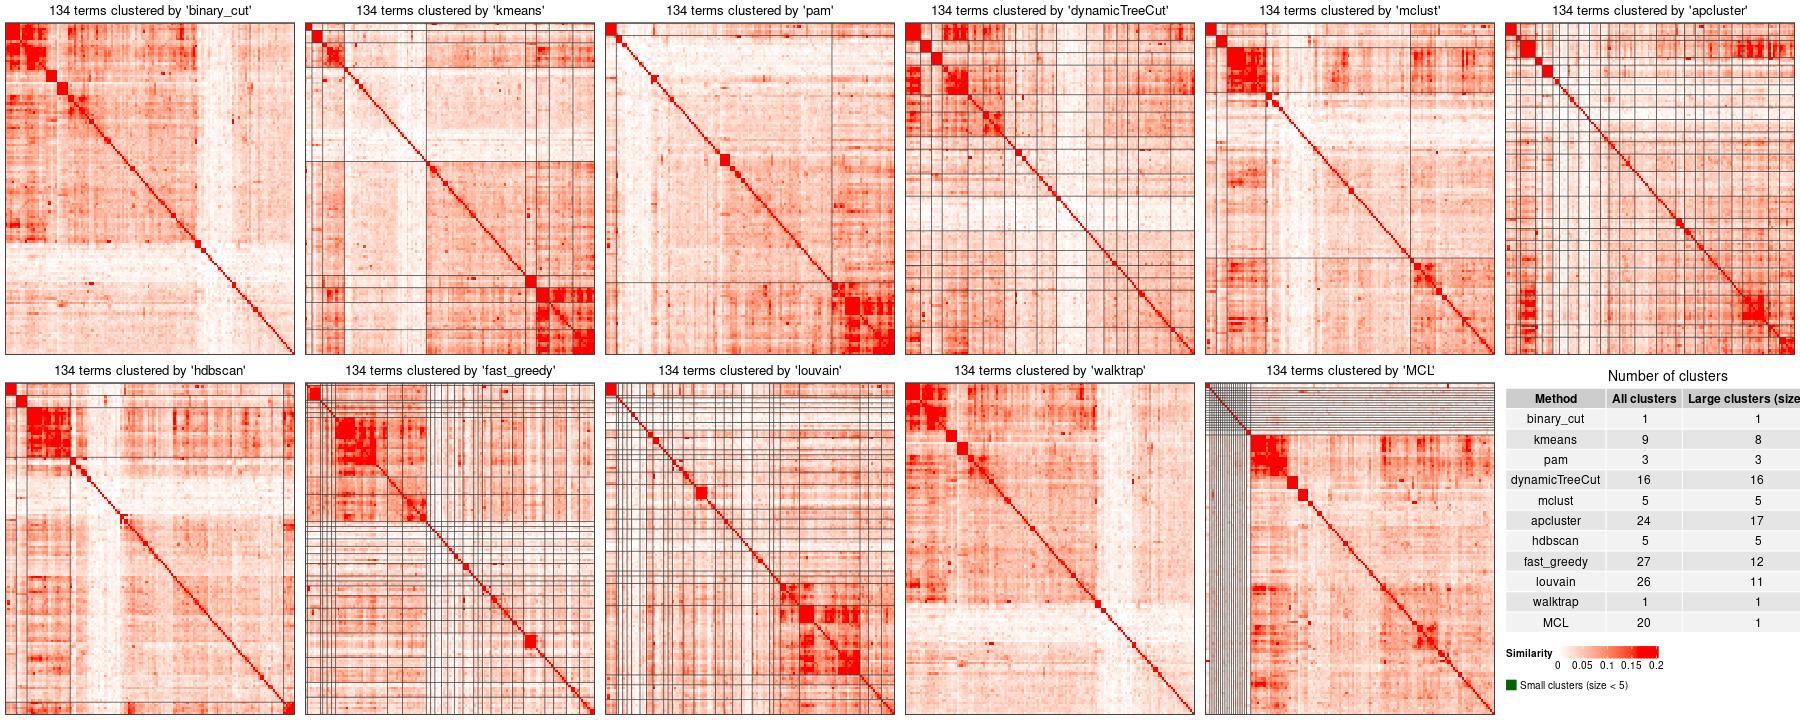 134 terms clustered by 'binary_cut'
134 terms clustered by 'kmeans'
134 terms clustered by 'pam'
134 terms clustered by 'dynamicTreeCut'
134 terms clustered by 'mclust'
134 terms clustered by 'apcluster'
134 terms clustered by 'hdbscan'
134 terms clustered by 'fast_greedy'
134 terms clustered by 'louvain'
134 terms clustered by 'walktrap'
134 terms clustered by 'MCL'
Number of clusters
Method All clusters Large clusters (size
binary_cut 1 1
kmeans 9 8
pam 3 3
dynamicTreeCut 16 16
mclust 5 5
apcluster 24 17
hdbscan 5 5
fast_greedy 27 12
louvain 26 11
walktrap 1 1
MCL 20 1
Similarity
0 0.05 0.1 0.15 0.2
Small clusters (size < 5)